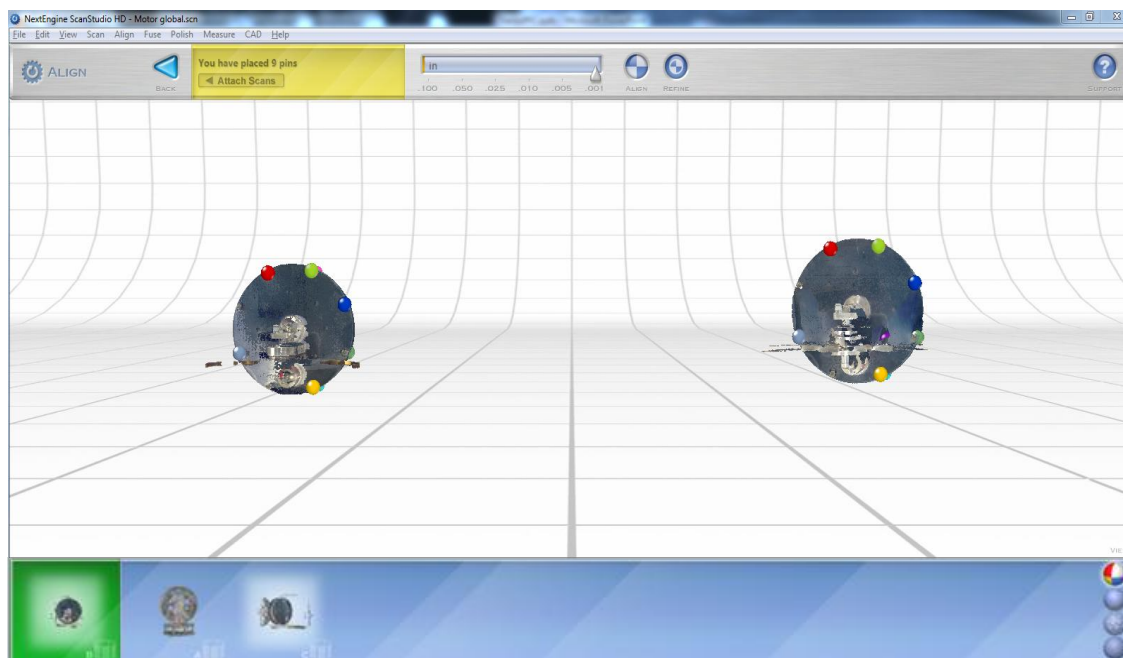 NextEngine ScanStudio HD - Motor global.scn
File Edit View Scan Align Fuse Polish Measure CAD Help
ALIGN
BACK
You have placed 9 pins
Attach Scans
in
.100 .050 .025 .010 .005 .001
ALIGN
REFINE
SUPPORT
VIE